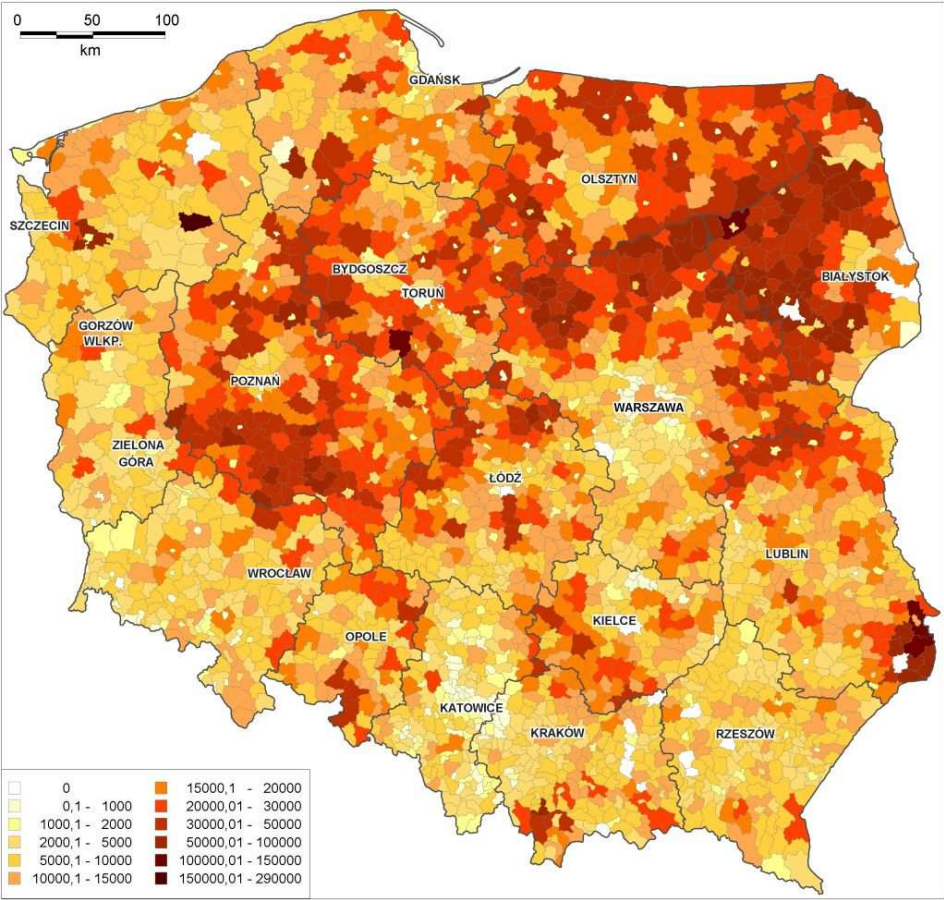 0 50 100
km
GDAŃSK
OLSZTYN
SZCZECIN
BYDGOSZCZ
BIAŁYSTOK
TORUŃ
GORZÓW
WLKP.
POZNAŃ
WARSZAWA
ZIELONA
GÓRA
ŁÓDŹ
LUBLIN
WROCŁAW
KIELCE
OPOLE
KATOWICE
KRAKÓW
RZESZÓW
0
0,1 - 1000
1000,1 - 2000
2000,1 - 5000
5000,1 - 10000
10000,1 - 15000
15000,1 - 20000
20000,01 - 30000
30000,01 - 50000
50000,01 - 100000
100000,01 - 150000
150000,01 - 290000